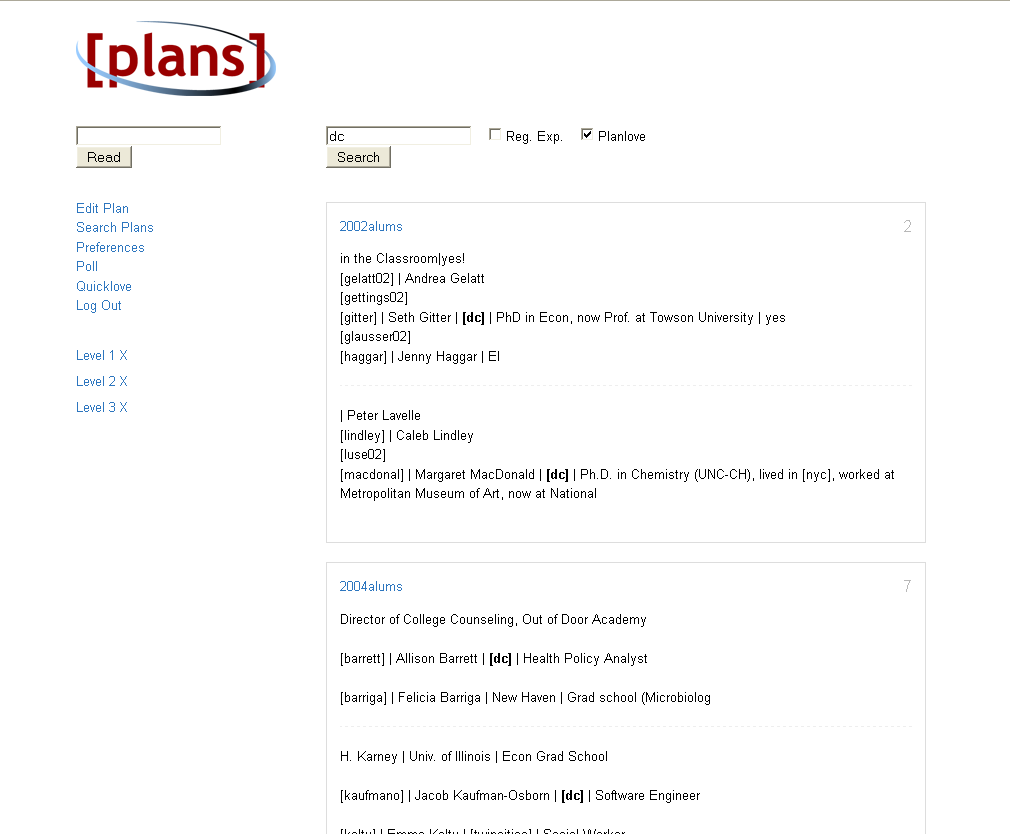 [plans]
dc
Reg. Exp.
Planlove
Read
Search
Edit Plan
Search Plans
Preferences
Poll
Quicklove
Log Out
Level 1 X
Level 2 X
Level 3 X
2002alums
2
in the Classroom|yes!
[gelatt02] | Andrea Gelatt
[gettings02]
[gitter] | Seth Gitter | [dc] | PhD in Econ, now Prof. at Towson University | yes
[glausser02]
[haggar] | Jenny Haggar | El
| Peter Lavelle
[lindley] | Caleb Lindley
[luse02]
[macdonal] | Margaret MacDonald | [dc] | Ph.D. in Chemistry (UNC-CH), lived in [nyc], worked at
Metropolitan Museum of Art, now at National
2004alums
7
Director of College Counseling, Out of Door Academy
[barrett] | Allison Barrett | [dc] | Health Policy Analyst
[barriga] | Felicia Barriga | New Haven | Grad school (Microbiolog
H. Karney | Univ. of Illinois | Econ Grad School
[kaufmano] | Jacob Kaufman-Osborn | [dc] | Software Engineer